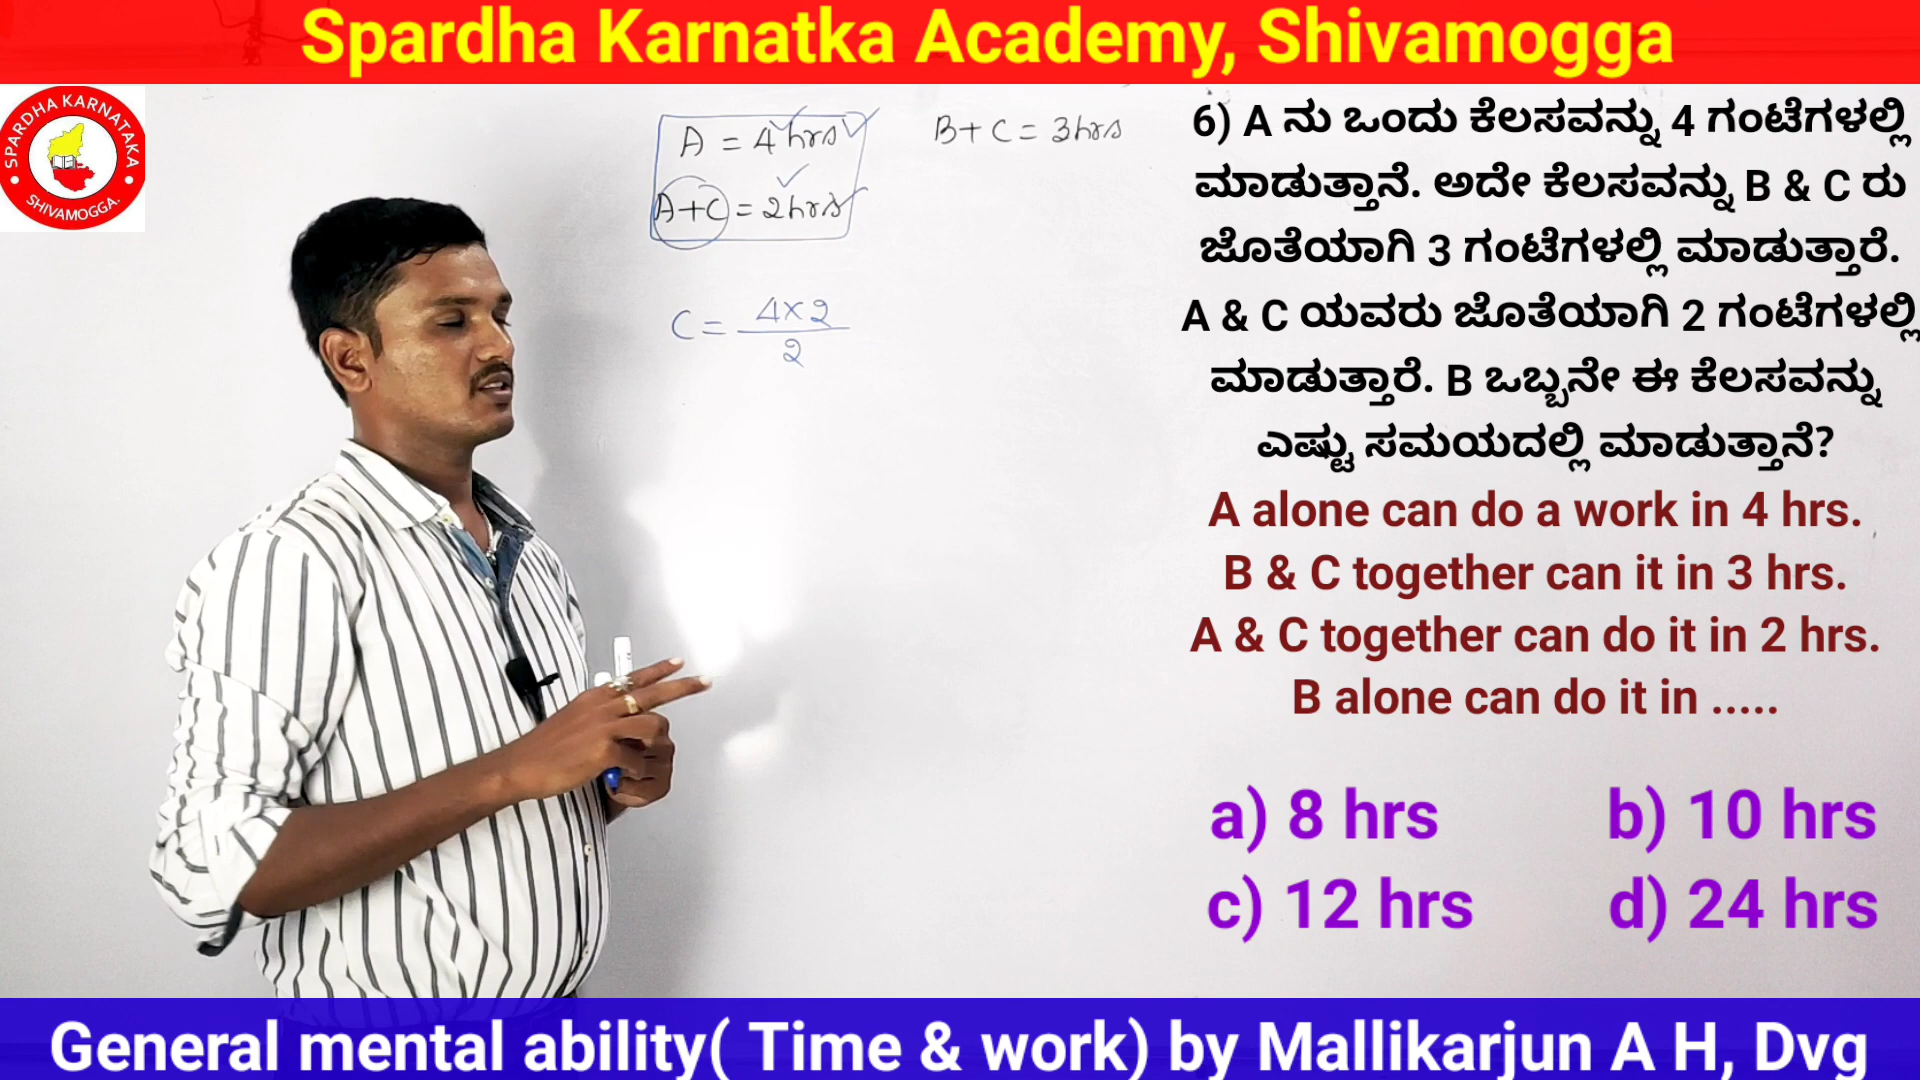 Spardha Karnatka Academy, Shivamogga
SPARDHA KARNATAKA
SHIVAMOGGA.
A = 4 hrs
A+C = 2 hrs
B + C = 3 hrs
C = 4 × 2
2
6) A ನು ಒಂದು ಕೆಲಸವನ್ನು 4 ಗಂಟೆಗಳಲ್ಲಿ
ಮಾಡುತ್ತಾನೆ. ಅದೇ ಕೆಲಸವನ್ನು B & C ರು
ಜೊತೆಯಾಗಿ 3 ಗಂಟೆಗಳಲ್ಲಿ ಮಾಡುತ್ತಾರೆ.
A & C ಯವರು ಜೊತೆಯಾಗಿ 2 ಗಂಟೆಗಳಲ್ಲಿ
ಮಾಡುತ್ತಾರೆ. B ಒಬ್ಬನೇ ಈ ಕೆಲಸವನ್ನು
ಎಷ್ಟು ಸಮಯದಲ್ಲಿ ಮಾಡುತ್ತಾನೆ?
A alone can do a work in 4 hrs.
B & C together can it in 3 hrs.
A & C together can do it in 2 hrs.
B alone can do it in .....
a) 8 hrs b) 10 hrs
c) 12 hrs d) 24 hrs
General mental ability( Time & work) by Mallikarjun A H, Dvg